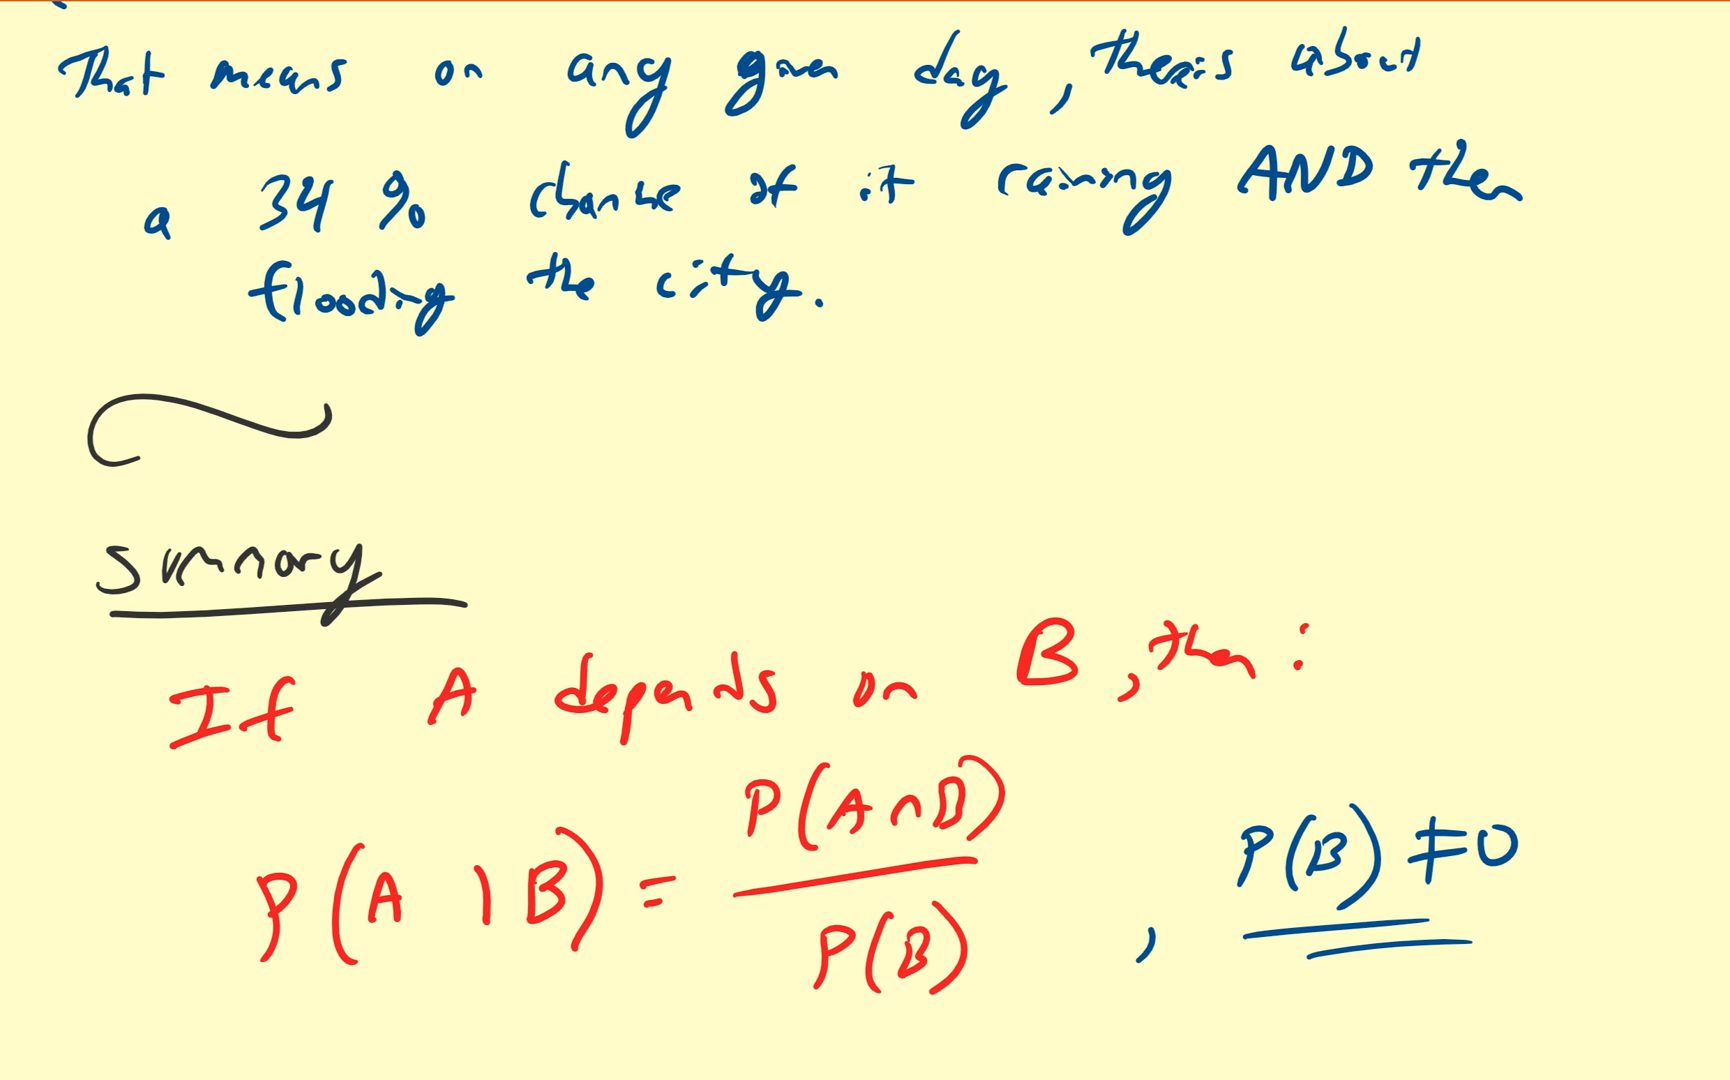 That means on any given day, theres about
a 34% chance of it raining AND then
flooding the city.
Summary
If A depends on B, then:
P(A | B) = P(A∩B) / P(B) , P(B) ≠ 0